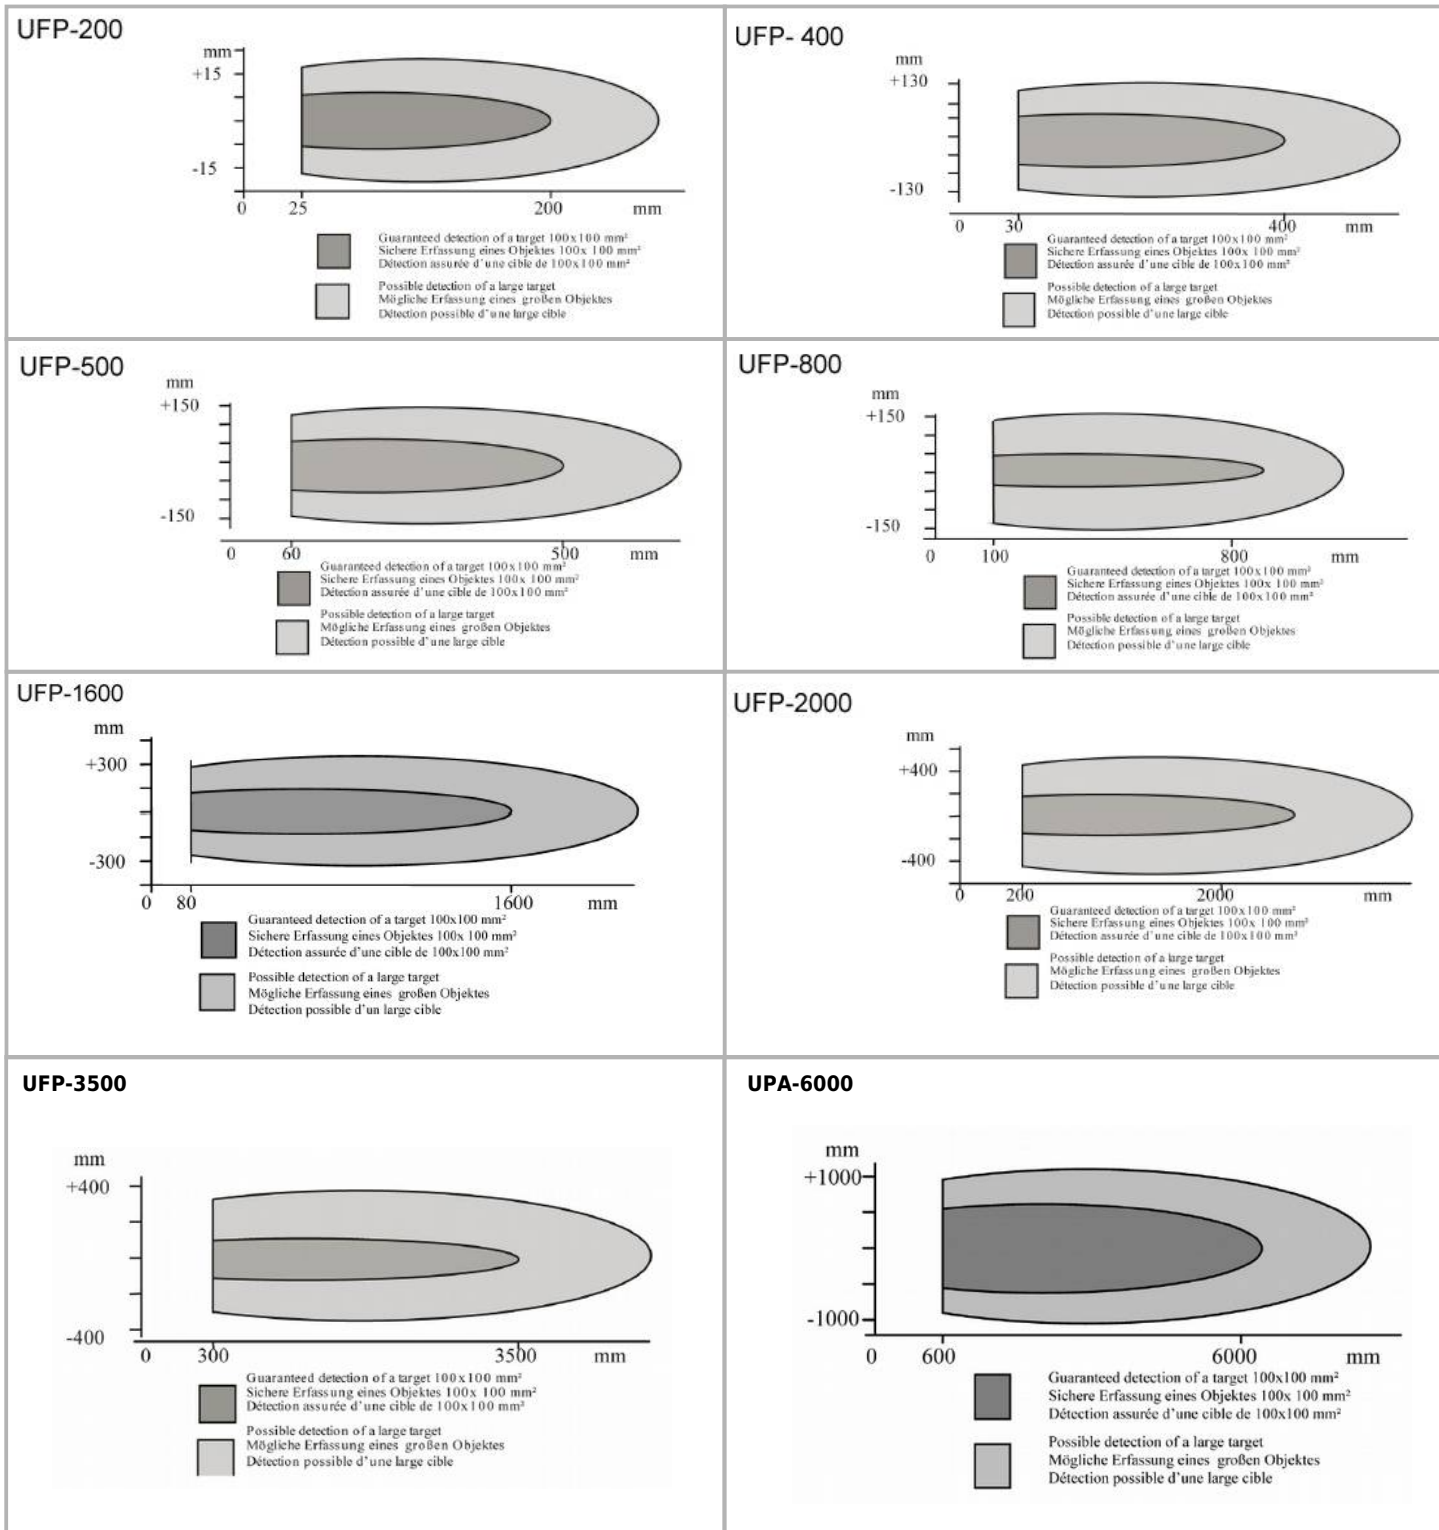 UFP-200
mm
+15
-15
0 25 200 mm
Guaranteed detection of a target 100x100 mm²
Sichere Erfassung eines Objektes 100x 100 mm²
Détection assurée d'une cible de 100x100 mm²
Possible detection of a large target
Mögliche Erfassung eines großen Objektes
Détection possible d'une large cible
UFP- 400
mm
+130
-130
0 30 400 mm
Guaranteed detection of a target 100x100 mm²
Sichere Erfassung eines Objektes 100x 100 mm²
Détection assurée d'une cible de 100x100 mm²
Possible detection of a large target
Mögliche Erfassung eines großen Objektes
Détection possible d'une large cible
UFP-500
mm
+150
-150
0 60 500 mm
Guaranteed detection of a target 100x100 mm²
Sichere Erfassung eines Objektes 100x 100 mm²
Détection assurée d'une cible de 100x100 mm²
Possible detection of a large target
Mögliche Erfassung eines großen Objektes
Détection possible d'une large cible
UFP-800
mm
+150
-150
0 100 800 mm
Guaranteed detection of a target 100x100 mm²
Sichere Erfassung eines Objektes 100x 100 mm²
Détection assurée d'une cible de 100x100 mm²
Possible detection of a large target
Mögliche Erfassung eines großen Objektes
Détection possible d'une large cible
UFP-1600
mm
+300
-300
0 80 1600 mm
Guaranteed detection of a target 100x100 mm²
Sichere Erfassung eines Objektes 100x 100 mm²
Détection assurée d'une cible de 100x100 mm²
Possible detection of a large target
Mögliche Erfassung eines großen Objektes
Détection possible d'un large cible
UFP-2000
mm
+400
-400
0 200 2000 mm
Guaranteed detection of a target 100x100 mm²
Sichere Erfassung eines Objektes 100x 100 mm²
Détection assurée d'une cible de 100x100 mm²
Possible detection of a large target
Mögliche Erfassung eines großen Objektes
Détection possible d'une large cible
UFP-3500
mm
+400
-400
0 300 3500 mm
Guaranteed detection of a target 100x100 mm²
Sichere Erfassung eines Objektes 100x 100 mm²
Détection assurée d'une cible de 100x100 mm²
Possible detection of a large target
Mögliche Erfassung eines großen Objektes
Détection possible d'une large cible
UPA-6000
mm
+1000
-1000
0 600 6000 mm
Guaranteed detection of a target 100x100 mm²
Sichere Erfassung eines Objektes 100x 100 mm²
Détection assurée d'une cible de 100x100 mm²
Possible detection of a large target
Mögliche Erfassung eines großen Objektes
Détection possible d'une large cible